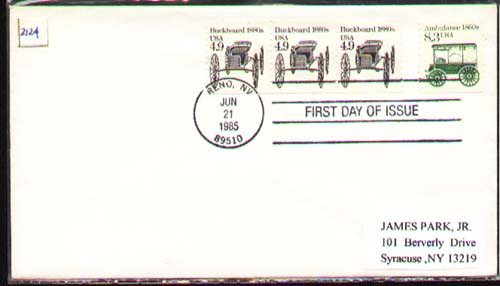 2124
Buckboard 1880s
USA
4.9
Buckboard 1880s
USA
4.9
Buckboard 1880s
USA
4.9
Ambulance 1860s
8.3 USA
RENO, NV
JUN
21
1985
89510
FIRST DAY OF ISSUE
JAMES PARK, JR.
101 Berverly Drive
Syracuse ,NY 13219